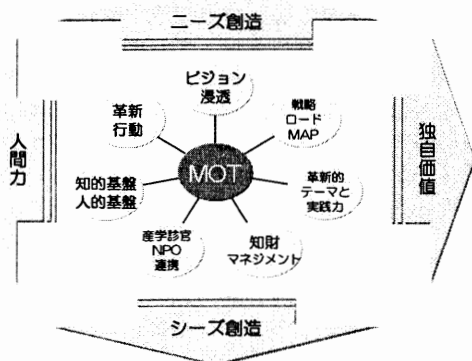 ニーズ創造
ビジョン
浸透
革新
行動
戦略
ロード
MAP
人間力
MOT
独自価値
知的基盤
人的基盤
革新的
テーマと
実践力
産学診官
NPO
連携
知財
マネジメント
シーズ創造